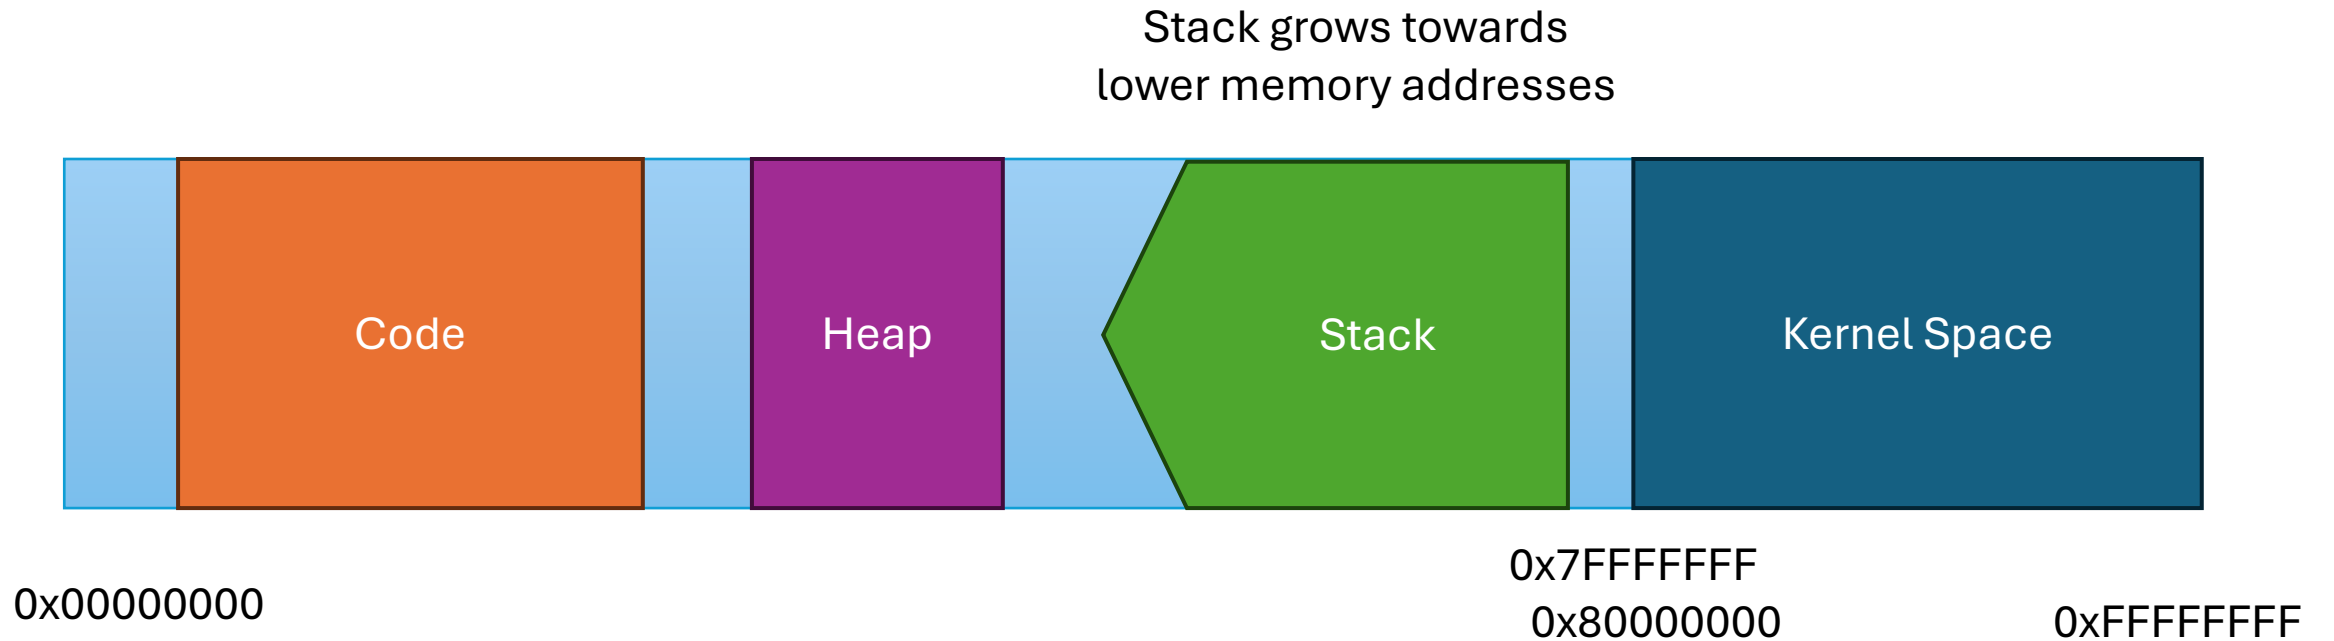 Stack grows towards
lower memory addresses
Code
Heap
Stack
Kernel Space
0x00000000
0x7FFFFFFF
0x80000000
0xFFFFFFFF